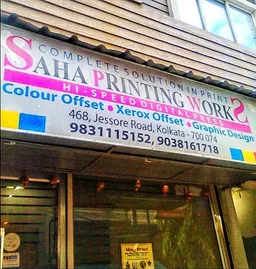 COMPLETE SOLUTION IN PRINT
SAHA PRINTING WORKS
HI-SPEED DIGITAL PRESS
Colour Offset • Xerox Offset • Graphic Design
468, Jessore Road, Kolkata - 700 074
9831115152, 9038161718